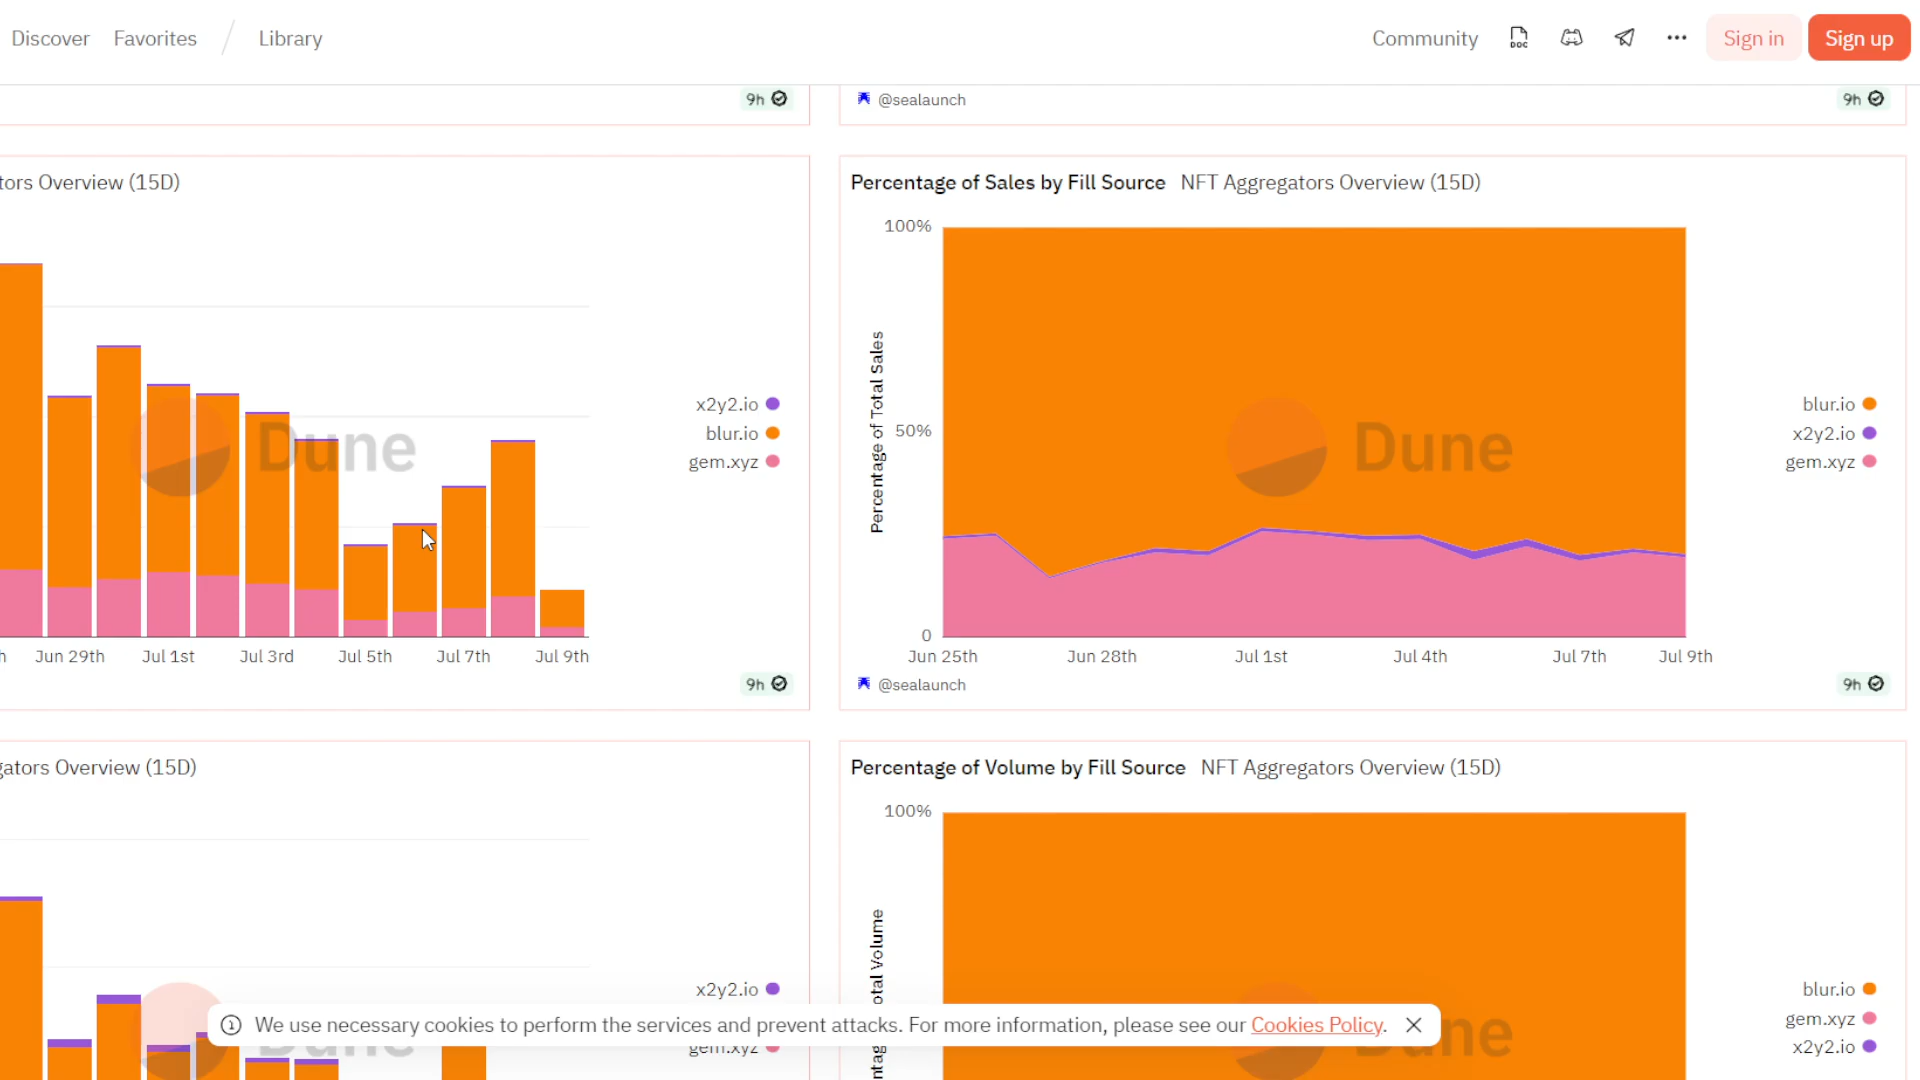 Discover Favorites / Library
Community DOC ... Sign in Sign up
9h
@sealaunch
9h
tors Overview (15D)
Dune
x2y2.io
blur.io
gem.xyz
Jun 29th Jul 1st Jul 3rd Jul 5th Jul 7th Jul 9th
9h
Percentage of Sales by Fill Source NFT Aggregators Overview (15D)
Percentage of Total Sales
100%
50%
0
Dune
blur.io
x2y2.io
gem.xyz
Jun 25th Jun 28th Jul 1st Jul 4th Jul 7th Jul 9th
@sealaunch
9h
gators Overview (15D)
x2y2.io
gem.xyz
Percentage of Volume by Fill Source NFT Aggregators Overview (15D)
100%
otal Volume
blur.io
gem.xyz
x2y2.io
We use necessary cookies to perform the services and prevent attacks. For more information, please see our Cookies Policy.